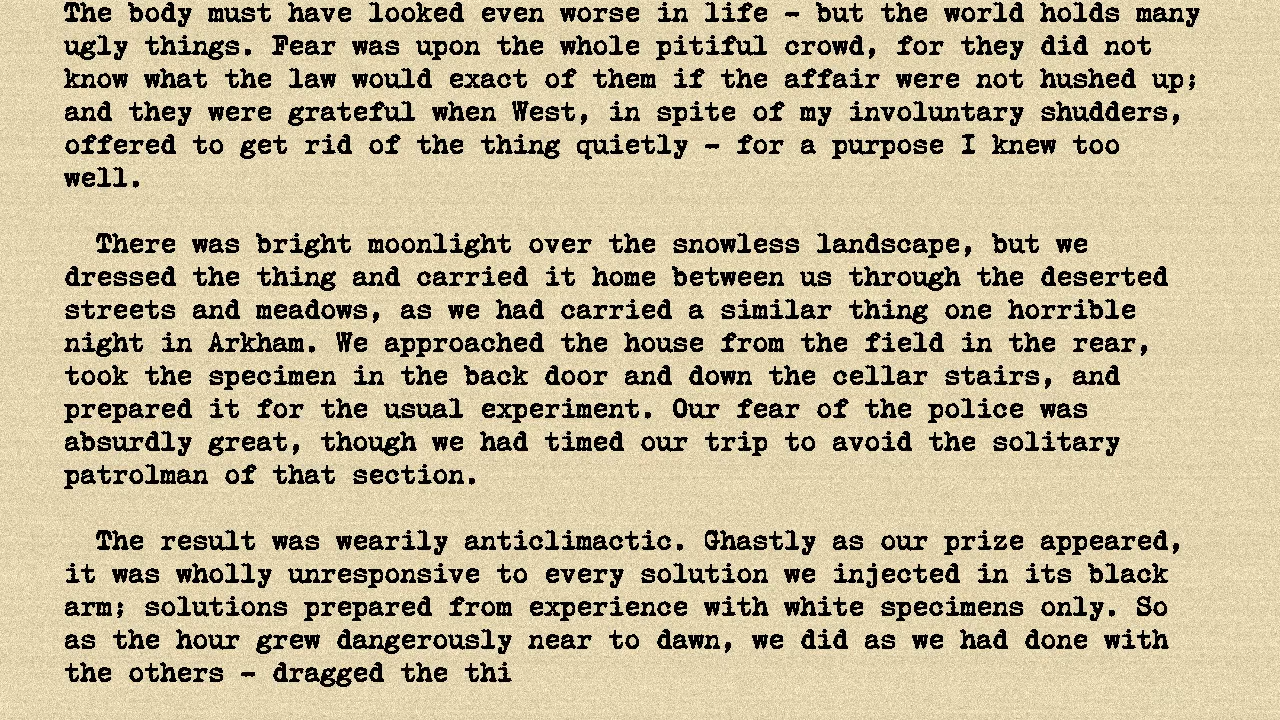 The body must have looked even worse in life – but the world holds many
ugly things. Fear was upon the whole pitiful crowd, for they did not
know what the law would exact of them if the affair were not hushed up;
and they were grateful when West, in spite of my involuntary shudders,
offered to get rid of the thing quietly – for a purpose I knew too
well.
There was bright moonlight over the snowless landscape, but we
dressed the thing and carried it home between us through the deserted
streets and meadows, as we had carried a similar thing one horrible
night in Arkham. We approached the house from the field in the rear,
took the specimen in the back door and down the cellar stairs, and
prepared it for the usual experiment. Our fear of the police was
absurdly great, though we had timed our trip to avoid the solitary
patrolman of that section.
The result was wearily anticlimactic. Ghastly as our prize appeared,
it was wholly unresponsive to every solution we injected in its black
arm; solutions prepared from experience with white specimens only. So
as the hour grew dangerously near to dawn, we did as we had done with
the others – dragged the thi